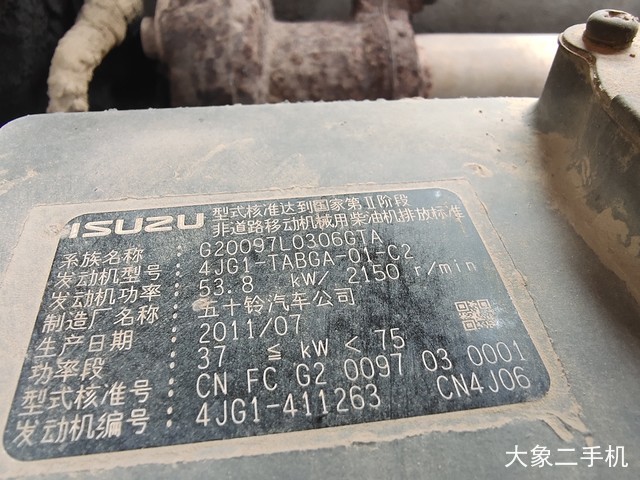 ISUZU 型式核准达到国家第Ⅱ阶段
非道路移动机械用柴油机排放标准
系族名称 : G20097L0306GTA
发动机型号 : 4JG1-TABGA-01-C2
发动机功率 : 53.8 kW/ 2150 r/min
制造厂名称 : 五十铃汽车公司
生产日期 : 2011/07
功率段 : 37 ≤ kW < 75
型式核准号 : CN FC G2 0097 03 0001
发动机编号 : 4JG1-411263 CN4J06
大象二手机